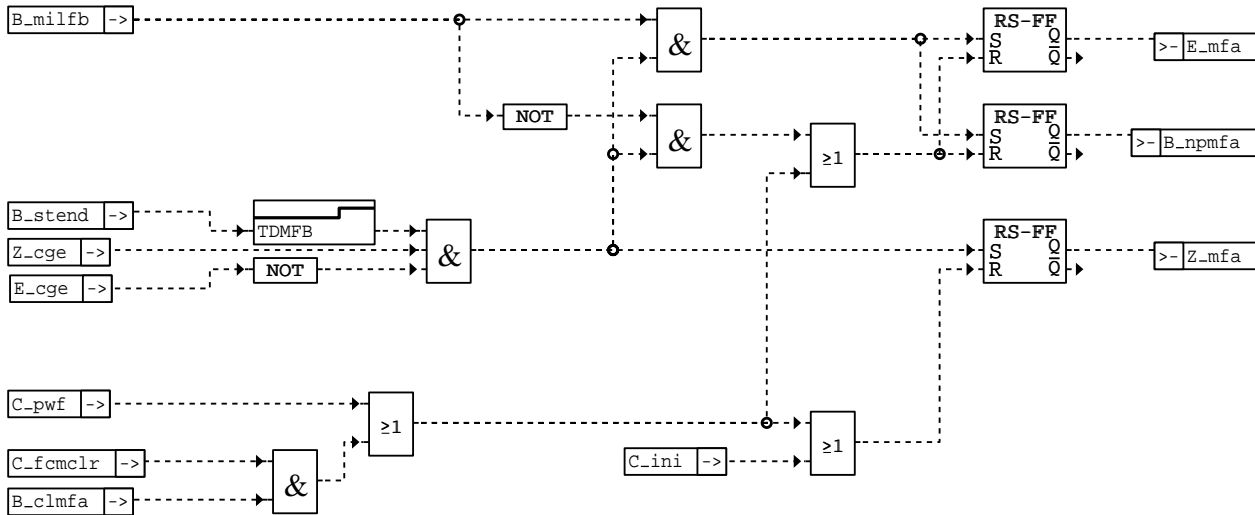 B_milfb ->
&
RS-FF
S Q
R Q
>- E_mfa
NOT
&
≥1
RS-FF
S Q
R Q
>- B_npmfa
B_stend ->
TDMFB
Z_cge ->
&
NOT
E_cge ->
RS-FF
S Q
R Q
>- Z_mfa
C_pwf ->
≥1
C_fcmclr ->
&
B_clmfa ->
C_ini ->
≥1